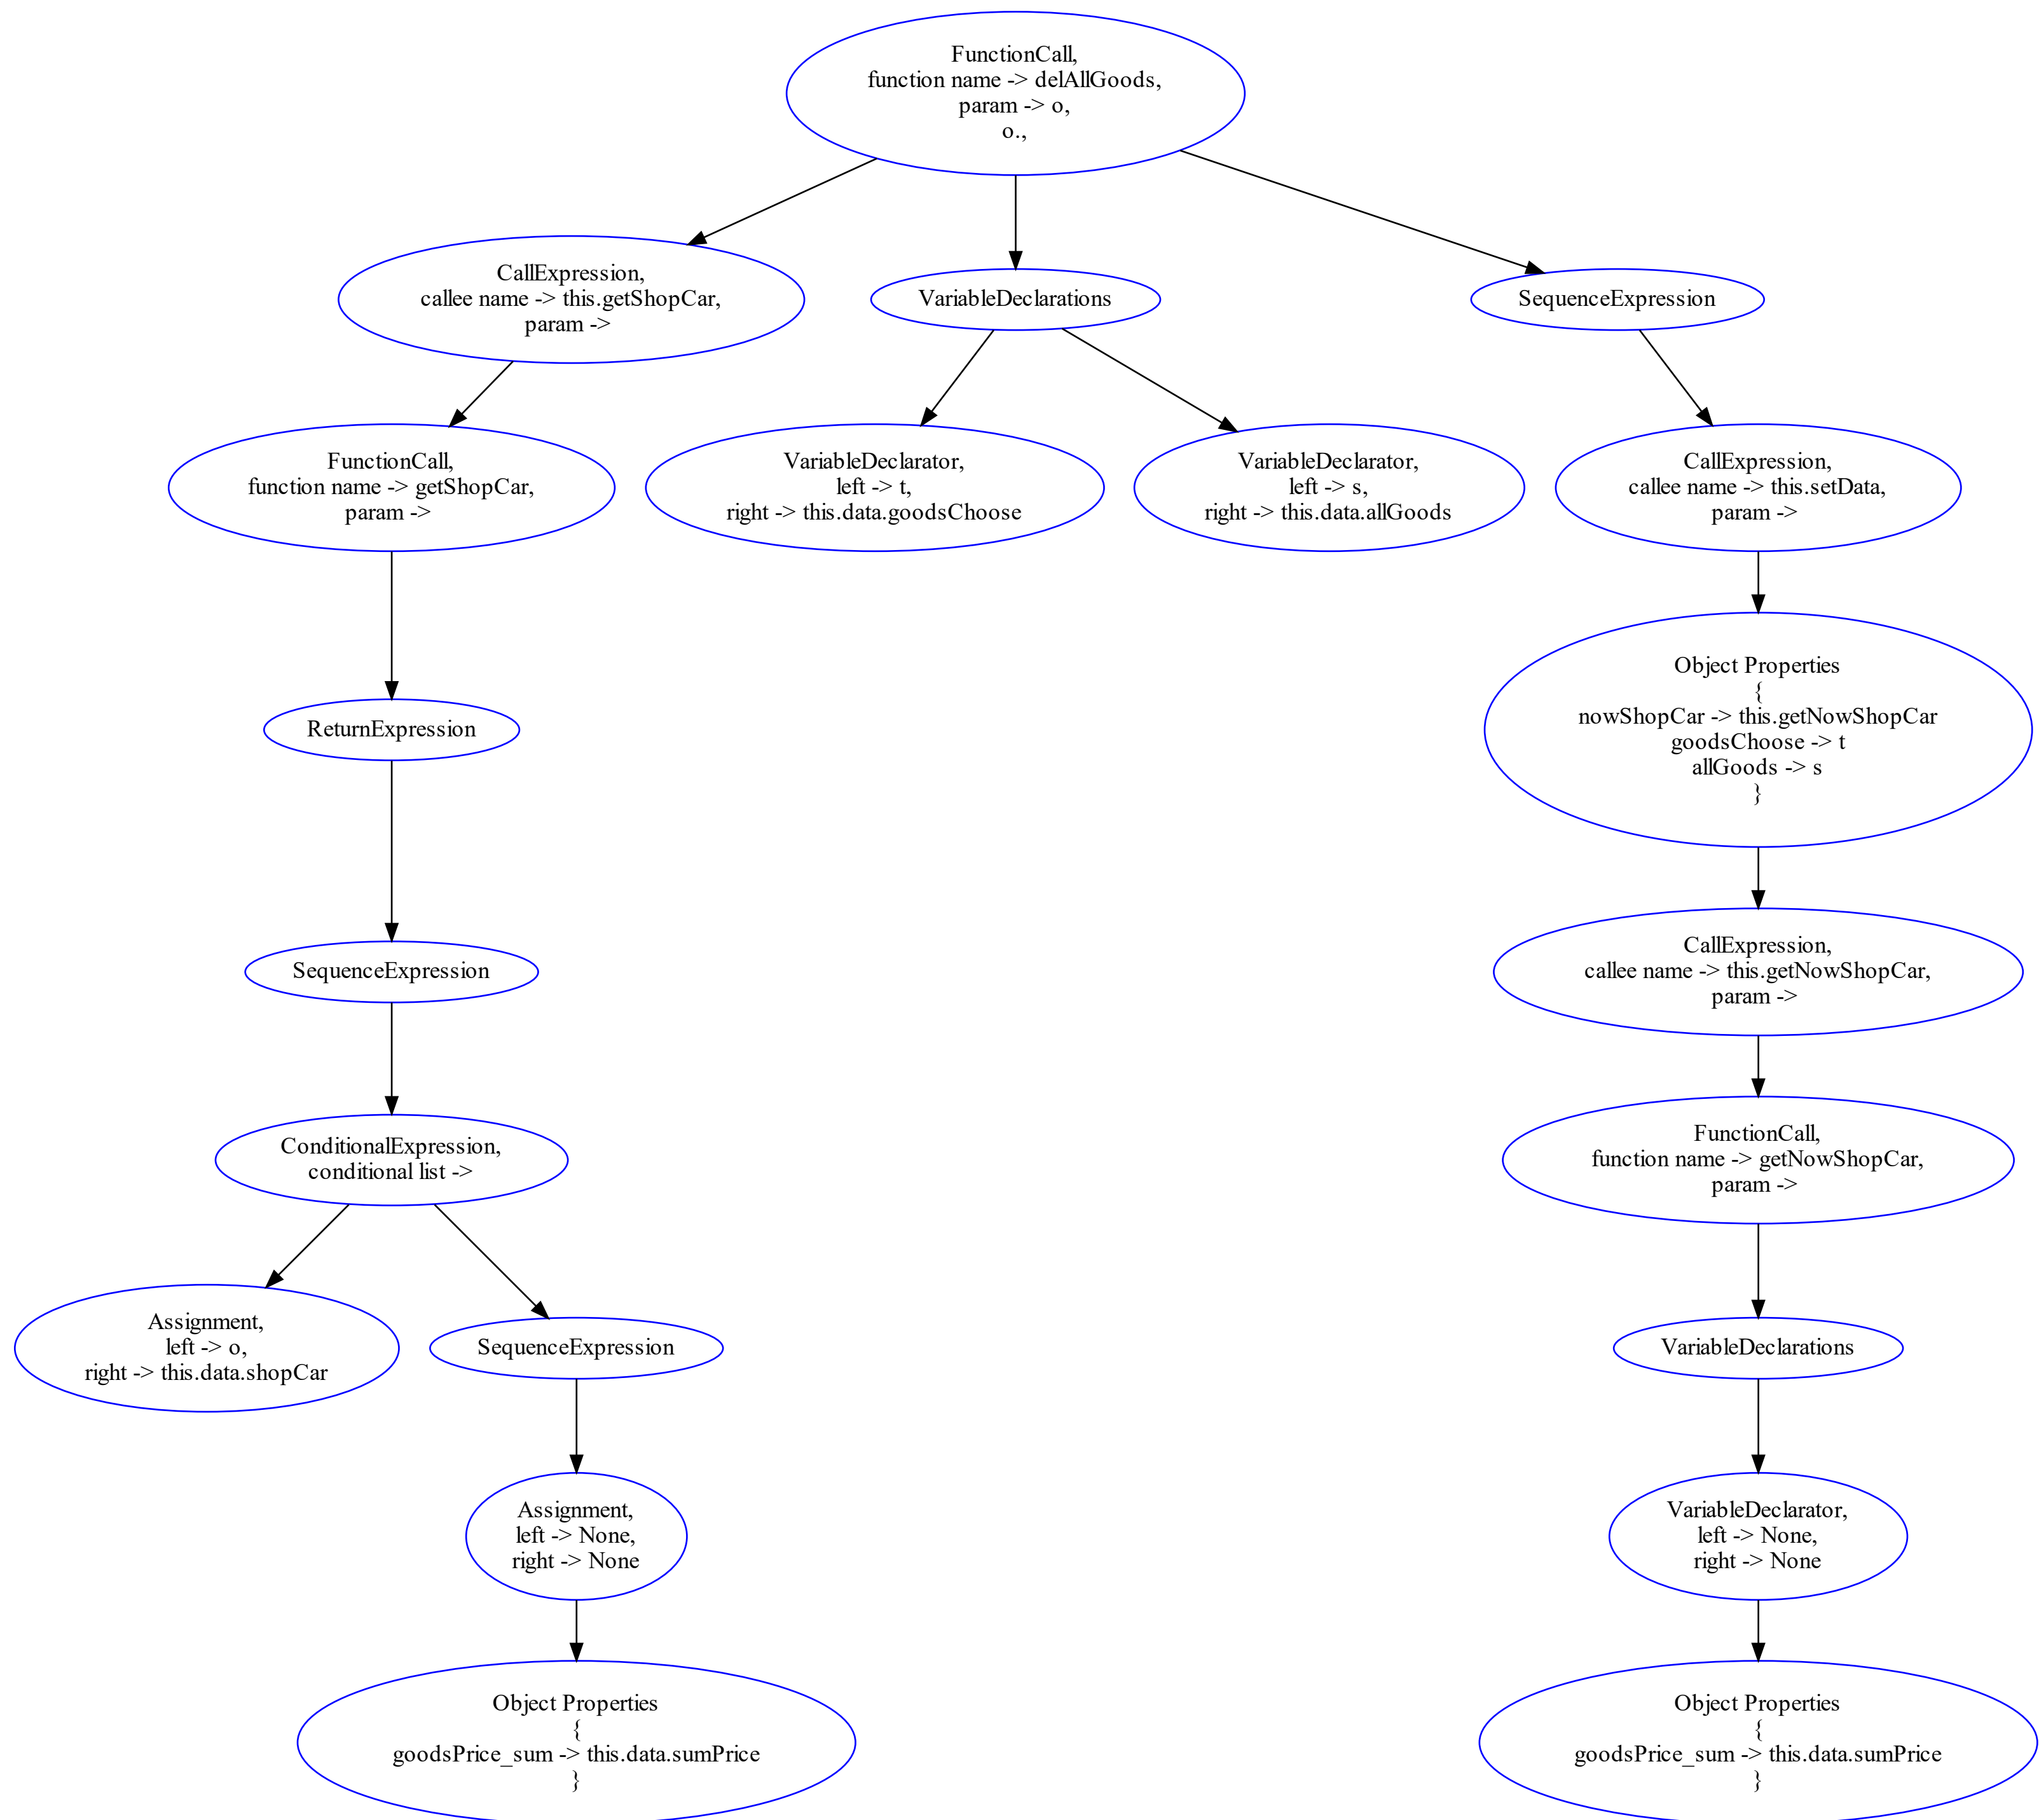 FunctionCall,
function name -> delAllGoods,
param -> o,
o.,
CallExpression,
callee name -> this.getShopCar,
param ->
VariableDeclarations
SequenceExpression
FunctionCall,
function name -> getShopCar,
param ->
VariableDeclarator,
left -> t,
right -> this.data.goodsChoose
VariableDeclarator,
left -> s,
right -> this.data.allGoods
CallExpression,
callee name -> this.setData,
param ->
ReturnExpression
Object Properties
{
nowShopCar -> this.getNowShopCar
goodsChoose -> t
allGoods -> s
}
SequenceExpression
CallExpression,
callee name -> this.getNowShopCar,
param ->
ConditionalExpression,
conditional list ->
FunctionCall,
function name -> getNowShopCar,
param ->
Assignment,
left -> o,
right -> this.data.shopCar
SequenceExpression
VariableDeclarations
Assignment,
left -> None,
right -> None
VariableDeclarator,
left -> None,
right -> None
Object Properties
{
goodsPrice_sum -> this.data.sumPrice
}
Object Properties
{
goodsPrice_sum -> this.data.sumPrice
}